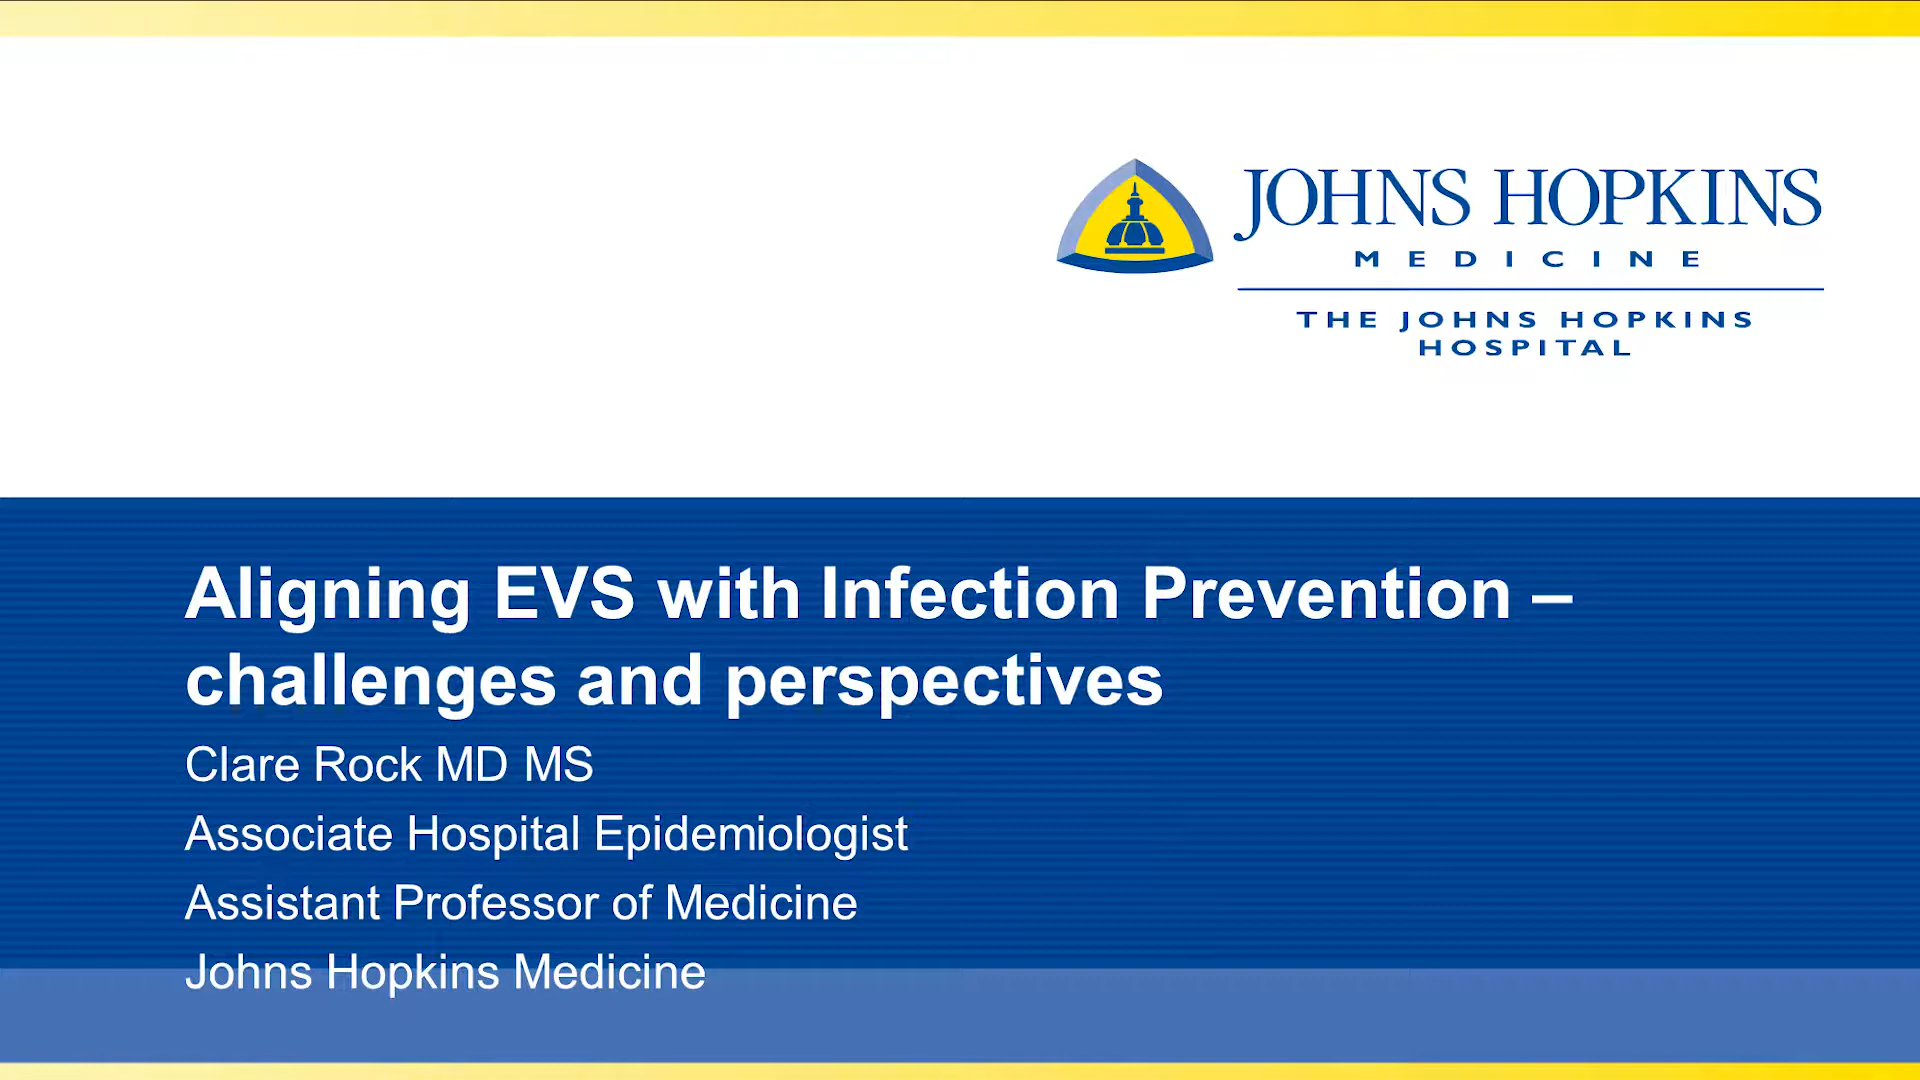 JOHNS HOPKINS
MEDICINE
THE JOHNS HOPKINS
HOSPITAL
Aligning EVS with Infection Prevention –
challenges and perspectives
Clare Rock MD MS
Associate Hospital Epidemiologist
Assistant Professor of Medicine
Johns Hopkins Medicine